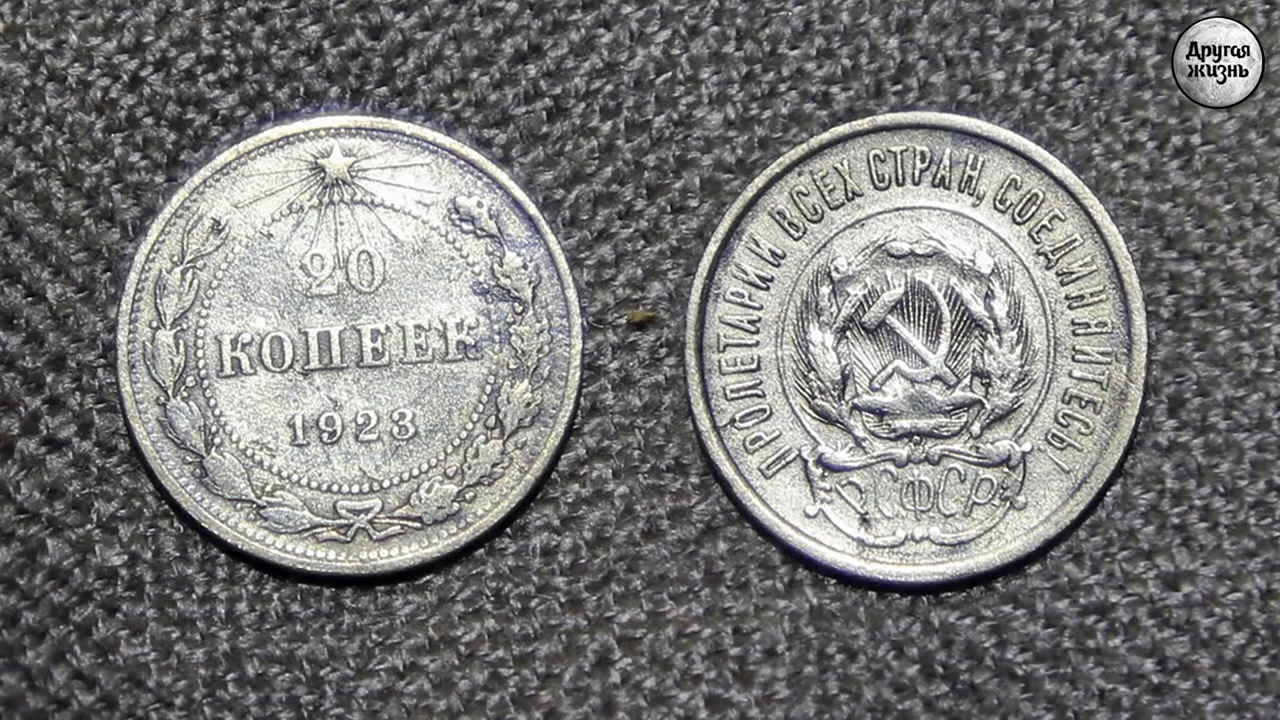 Другая
жизнь
20
КОПЕЕК
1923
ПРОЛЕТАРИИ ВСЕХ СТРАН, СОЕДИНЯЙТЕСЬ!
РСФСР